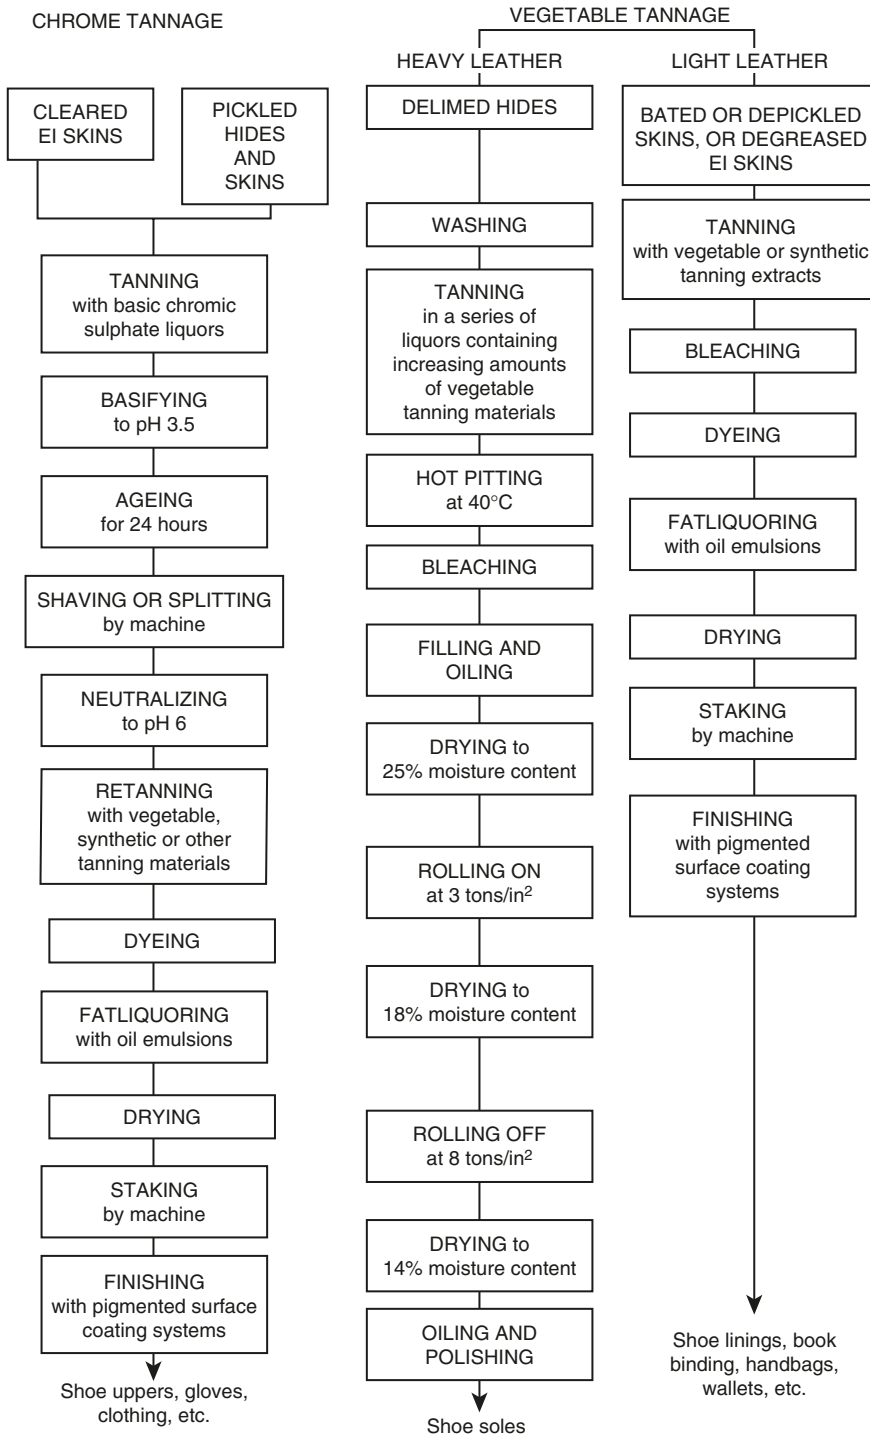 CHROME TANNAGE
CLEARED
EI SKINS
PICKLED
HIDES
AND
SKINS
TANNING
with basic chromic
sulphate liquors
BASIFYING
to pH 3.5
AGEING
for 24 hours
SHAVING OR SPLITTING
by machine
NEUTRALIZING
to pH 6
RETANNING
with vegetable,
synthetic or other
tanning materials
DYEING
FATLIQUORING
with oil emulsions
DRYING
STAKING
by machine
FINISHING
with pigmented surface
coating systems
Shoe uppers, gloves,
clothing, etc.
VEGETABLE TANNAGE
HEAVY LEATHER
DELIMED HIDES
WASHING
TANNING
in a series of
liquors containing
increasing amounts
of vegetable
tanning materials
HOT PITTING
at 40°C
BLEACHING
FILLING AND
OILING
DRYING to
25% moisture content
ROLLING ON
at 3 tons/in²
DRYING to
18% moisture content
ROLLING OFF
at 8 tons/in²
DRYING to
14% moisture content
OILING AND
POLISHING
Shoe soles
LIGHT LEATHER
BATED OR DEPICKLED
SKINS, OR DEGREASED
EI SKINS
TANNING
with vegetable or synthetic
tanning extracts
BLEACHING
DYEING
FATLIQUORING
with oil emulsions
DRYING
STAKING
by machine
FINISHING
with pigmented
surface coating
systems
Shoe linings, book
binding, handbags,
wallets, etc.